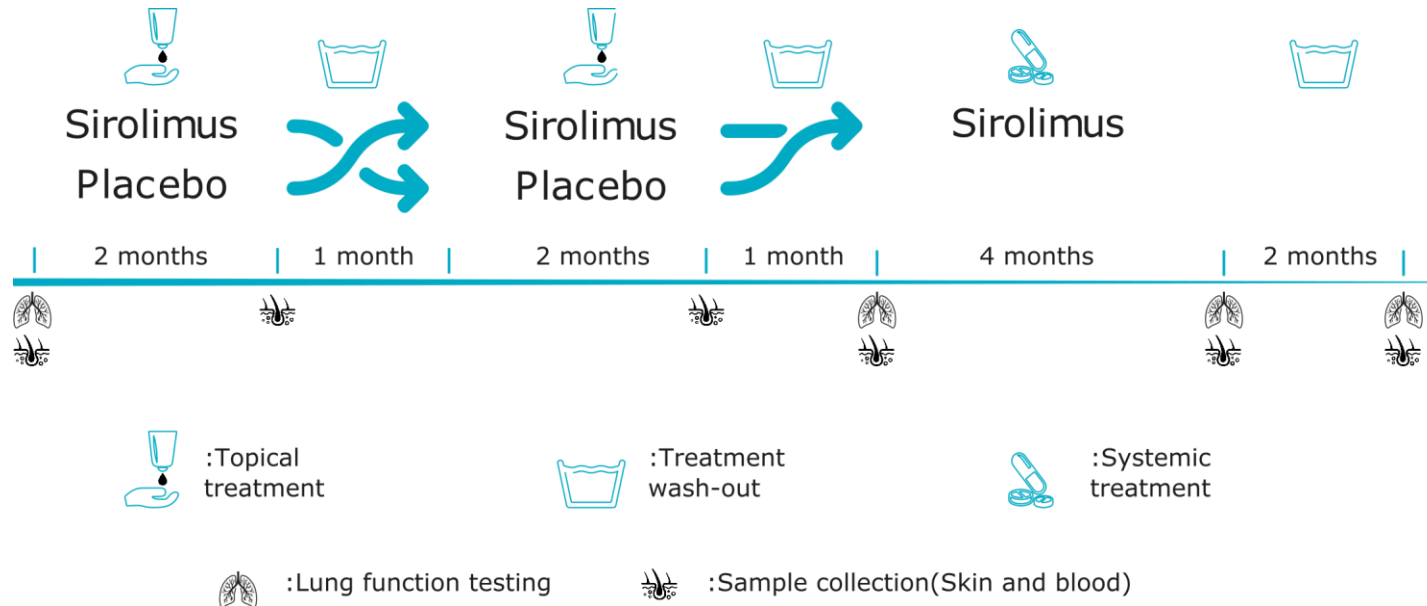 Sirolimus
Placebo
Sirolimus
Placebo
Sirolimus
2 months
1 month
2 months
1 month
4 months
2 months
:Topical
treatment
:Treatment
wash-out
:Systemic
treatment
:Lung function testing
:Sample collection(Skin and blood)